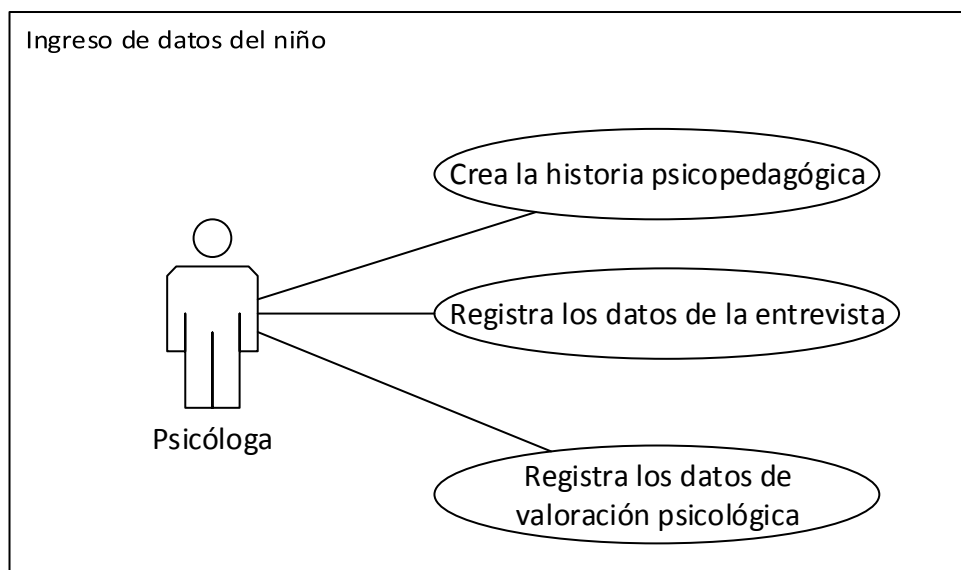 Ingreso de datos del niño
Crea la historia psicopedagógica
Registra los datos de la entrevista
Psicóloga
Registra los datos de
valoración psicológica